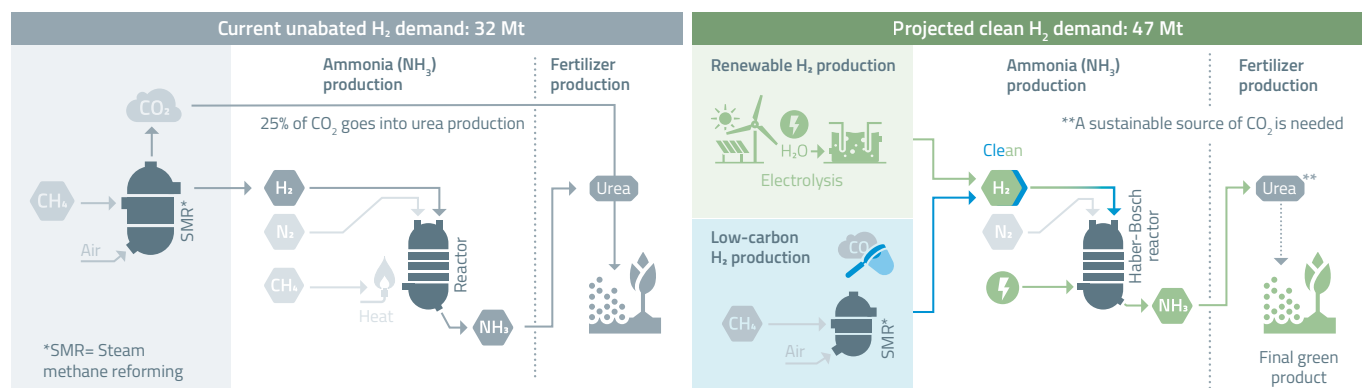 Current unabated H₂ demand: 32 Mt
Ammonia (NH₃)
production
Fertilizer
production
CO₂
25% of CO₂ goes into urea production
CH₄
Air
SMR*
H₂
N₂
CH₄
Heat
Reactor
NH₃
Urea
*SMR= Steam
methane reforming
Projected clean H₂ demand: 47 Mt
Renewable H₂ production
H₂O
Electrolysis
Low-carbon
H₂ production
CO₂
CH₄
Air
SMR*
Ammonia (NH₃)
production
Fertilizer
production
**A sustainable source of CO₂ is needed
Clean
H₂
N₂
Haber-Bosch
reactor
NH₃
Urea**
Final green
product